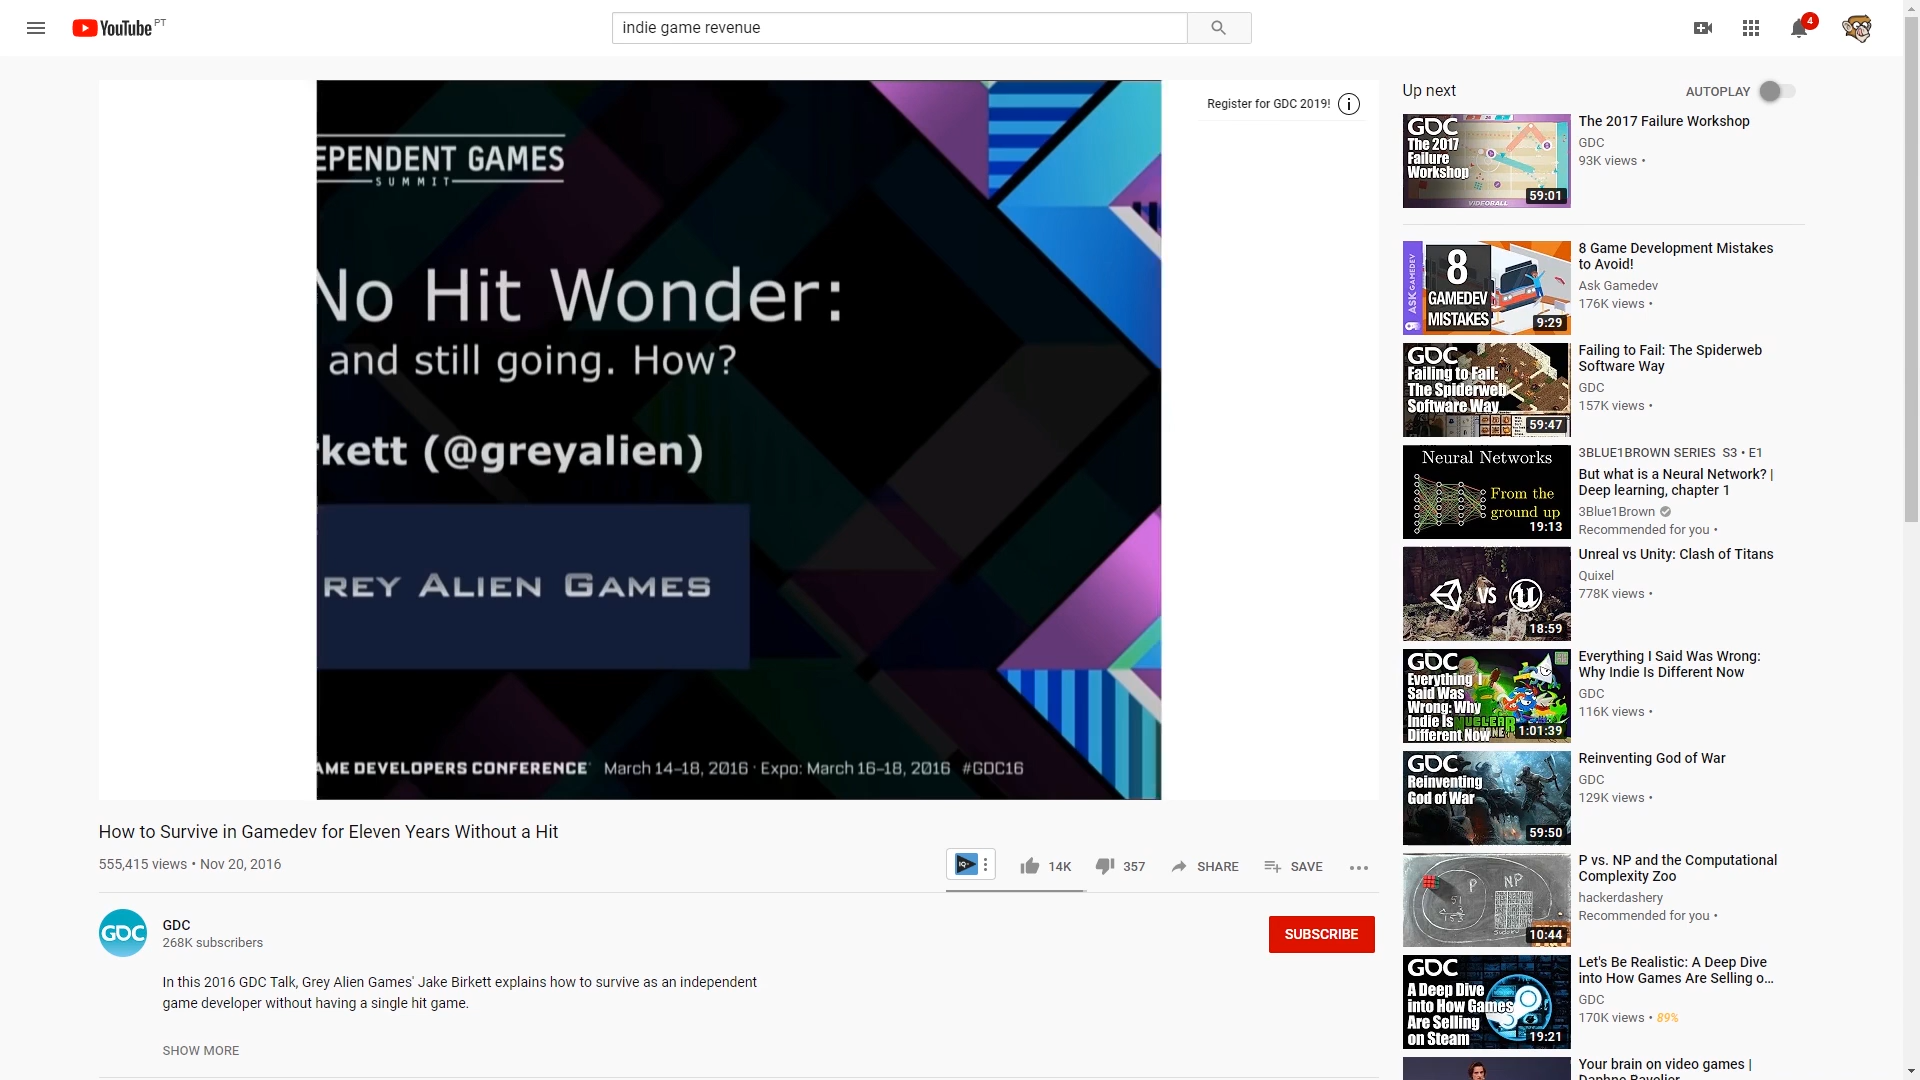 YouTube PT
indie game revenue
4
EPENDENT GAMES
SUMMIT
No Hit Wonder:
and still going. How?
rkett (@greyalien)
REY ALIEN GAMES
AME DEVELOPERS CONFERENCE March 14–18, 2016 · Expo: March 16–18, 2016 #GDC16
Register for GDC 2019!
How to Survive in Gamedev for Eleven Years Without a Hit
555,415 views • Nov 20, 2016
14K
357
SHARE
SAVE
GDC
GDC
268K subscribers
SUBSCRIBE
In this 2016 GDC Talk, Grey Alien Games' Jake Birkett explains how to survive as an independent
game developer without having a single hit game.
SHOW MORE
Up next
AUTOPLAY
GDC
The 2017
Failure
Workshop
VIDEOBALL
59:01
The 2017 Failure Workshop
GDC
93K views •
ASK GAMEDEV
8
GAMEDEV
MISTAKES
9:29
8 Game Development Mistakes
to Avoid!
Ask Gamedev
176K views •
GDC
Failing to Fail:
The Spiderweb
Software Way
59:47
Failing to Fail: The Spiderweb
Software Way
GDC
157K views •
Neural Networks
From the
ground up
19:13
3BLUE1BROWN SERIES S3 • E1
But what is a Neural Network? |
Deep learning, chapter 1
3Blue1Brown
Recommended for you •
VS
18:59
Unreal vs Unity: Clash of Titans
Quixel
778K views •
GDC
Everything I
Said Was
Wrong: Why
Indie Is
Different Now
NUCLEAR
1:01:39
Everything I Said Was Wrong:
Why Indie Is Different Now
GDC
116K views •
GDC
Reinventing
God of War
59:50
Reinventing God of War
GDC
129K views •
P
NP
10:44
P vs. NP and the Computational
Complexity Zoo
hackerdashery
Recommended for you •
GDC
A Deep Dive
into How Games
Are Selling
on Steam
19:21
Let's Be Realistic: A Deep Dive
into How Games Are Selling o...
GDC
170K views • 89%
Your brain on video games |
Daphne Bavelier